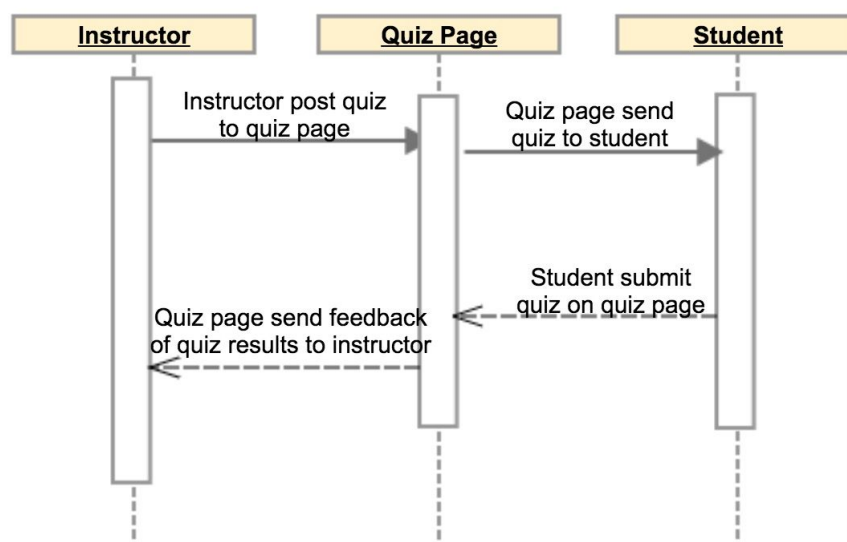 Instructor
Quiz Page
Student
Instructor post quiz
to quiz page
Quiz page send
quiz to student
Student submit
quiz on quiz page
Quiz page send feedback
of quiz results to instructor